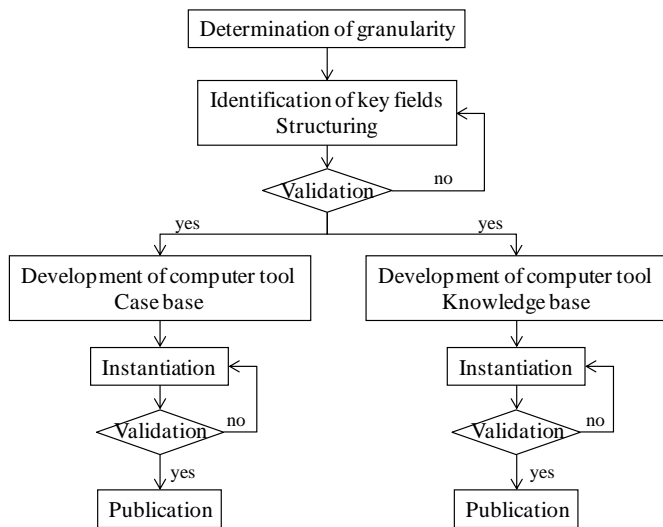 Determination of granularity
Identification of key fields
Structuring
Validation
no
yes
yes
Development of computer tool
Case base
Development of computer tool
Knowledge base
Instantiation
Instantiation
Validation
no
Validation
no
yes
yes
Publication
Publication